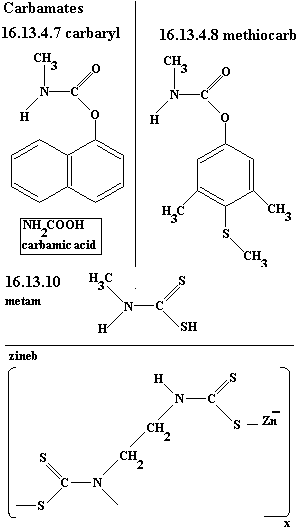 Carbamates
16.13.4.7 carbaryl
CH3
N
C
O
H
O
NH2COOH
carbamic acid
16.13.4.8 methiocarb
CH3
N
C
O
H
O
H3C
CH3
S
CH3
16.13.10
metam
H3C
S
N
C
H
SH
zineb
H
S
N
C
CH2
S
Zn
CH2
S
C
N
S
x